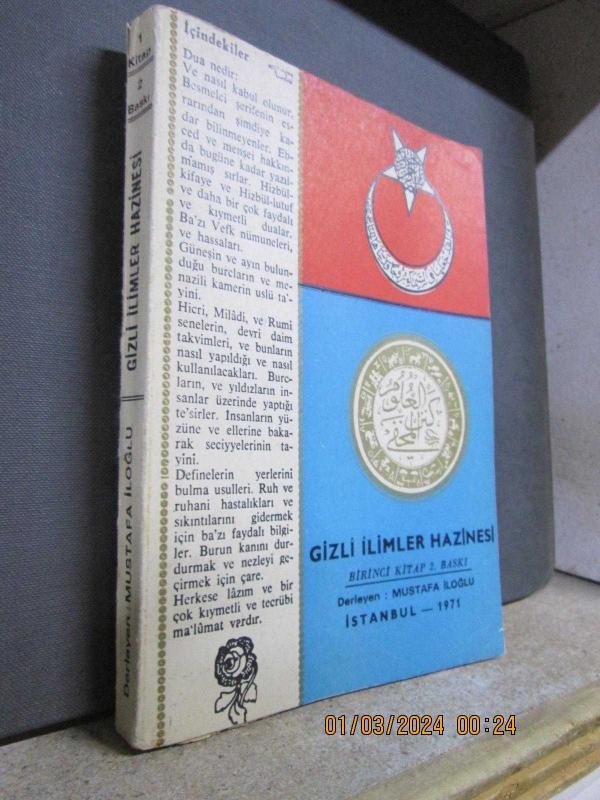 1
Kitap
2
Baskı
GİZLİ İLİMLER HAZİNESİ
Derleyen : MUSTAFA İLOĞLU
İçindekiler
Dua nedir:
Ve nasıl kabul olunur,
Besmelei şerifenin es-
rarından şimdiye ka-
dar bilinmeyenler. Eb-
ced ve menşei hakkın-
da bugüne kadar yazıl-
mamış sırlar. Hizbül-
kifaye ve Hizbül-lutuf
ve daha bir çok faydalı
ve kıymetli dualar.
Ba'zı Vefk nümuneleri,
ve hassaları.
Güneşin ve ayın bulun-
duğu burcların ve me-
nazili kamerin uslü ta'-
yini.
Hicri, Milâdi, ve Rumi
senelerin, devri daim
takvimleri, ve bunların
nasıl yapıldığı ve nasıl
kullanılacakları. Burc-
ların, ve yıldızların in-
sanlar üzerinde yaptığı
te'sirler. Insanların yü-
züne ve ellerine baka-
rak seciyyelerinin ta-
yini.
Definelerin yerlerini
bulma usulleri. Ruh ve
ruhani hastalıkları ve
sıkıntılarını gidermek
için ba'zı faydalı bilgi-
ler. Burun kanını dur-
durmak ve nezleyi ge-
çirmek için çare.
Herkese lâzım ve bir
çok kıymetli ve tecrübi
ma'lûmat verdır.
كنز
العلوم
المخفي
GİZLİ İLİMLER HAZİNESİ
BİRİNCİ KİTAP 2. BASKI
Derleyen : MUSTAFA İLOĞLU
İSTANBUL — 1971
01/03/2024 00:24